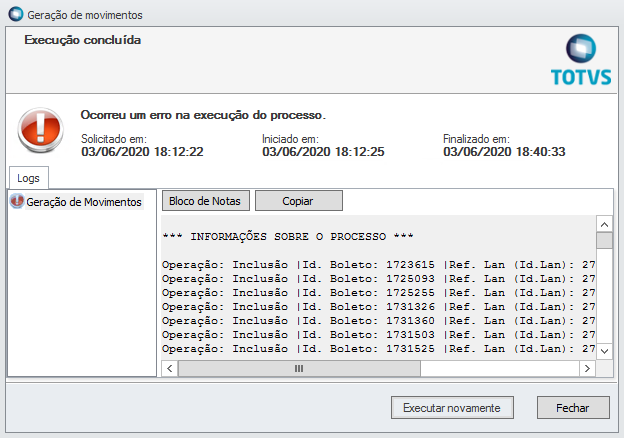 Geração de movimentos
Execução concluída
TOTVS
Ocorreu um erro na execução do processo.
Solicitado em: Iniciado em: Finalizado em:
03/06/2020 18:12:22 03/06/2020 18:12:25 03/06/2020 18:40:33
Logs
Geração de Movimentos
Bloco de Notas Copiar
*** INFORMAÇÕES SOBRE O PROCESSO ***
Operação: Inclusão |Id. Boleto: 1723615 |Ref. Lan (Id.Lan): 27
Operação: Inclusão |Id. Boleto: 1725093 |Ref. Lan (Id.Lan): 27
Operação: Inclusão |Id. Boleto: 1725255 |Ref. Lan (Id.Lan): 27
Operação: Inclusão |Id. Boleto: 1731326 |Ref. Lan (Id.Lan): 27
Operação: Inclusão |Id. Boleto: 1731360 |Ref. Lan (Id.Lan): 27
Operação: Inclusão |Id. Boleto: 1731503 |Ref. Lan (Id.Lan): 27
Operação: Inclusão |Id. Boleto: 1731525 |Ref. Lan (Id.Lan): 27
Executar novamente Fechar